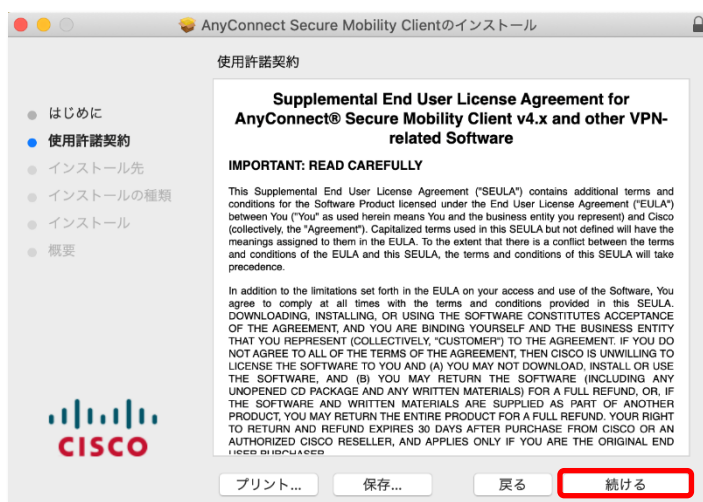 AnyConnect Secure Mobility Clientのインストール
使用許諾契約
はじめに
使用許諾契約
インストール先
インストールの種類
インストール
概要
Supplemental End User License Agreement for
AnyConnect® Secure Mobility Client v4.x and other VPN-
related Software
IMPORTANT: READ CAREFULLY
This Supplemental End User License Agreement ("SEULA") contains additional terms and
conditions for the Software Product licensed under the End User License Agreement ("EULA")
between You ("You" as used herein means You and the business entity you represent) and Cisco
(collectively, the "Agreement"). Capitalized terms used in this SEULA but not defined will have the
meanings assigned to them in the EULA. To the extent that there is a conflict between the terms
and conditions of the EULA and this SEULA, the terms and conditions of this SEULA will take
precedence.
In addition to the limitations set forth in the EULA on your access and use of the Software, You
agree to comply at all times with the terms and conditions provided in this SEULA.
DOWNLOADING, INSTALLING, OR USING THE SOFTWARE CONSTITUTES ACCEPTANCE
OF THE AGREEMENT, AND YOU ARE BINDING YOURSELF AND THE BUSINESS ENTITY
THAT YOU REPRESENT (COLLECTIVELY, "CUSTOMER") TO THE AGREEMENT. IF YOU DO
NOT AGREE TO ALL OF THE TERMS OF THE AGREEMENT, THEN CISCO IS UNWILLING TO
LICENSE THE SOFTWARE TO YOU AND (A) YOU MAY NOT DOWNLOAD, INSTALL OR USE
THE SOFTWARE, AND (B) YOU MAY RETURN THE SOFTWARE (INCLUDING ANY
UNOPENED CD PACKAGE AND ANY WRITTEN MATERIALS) FOR A FULL REFUND, OR, IF
THE SOFTWARE AND WRITTEN MATERIALS ARE SUPPLIED AS PART OF ANOTHER
PRODUCT, YOU MAY RETURN THE ENTIRE PRODUCT FOR A FULL REFUND. YOUR RIGHT
TO RETURN AND REFUND EXPIRES 30 DAYS AFTER PURCHASE FROM CISCO OR AN
AUTHORIZED CISCO RESELLER, AND APPLIES ONLY IF YOU ARE THE ORIGINAL END
USER PURCHASER
CISCO
プリント...
保存...
戻る
続ける